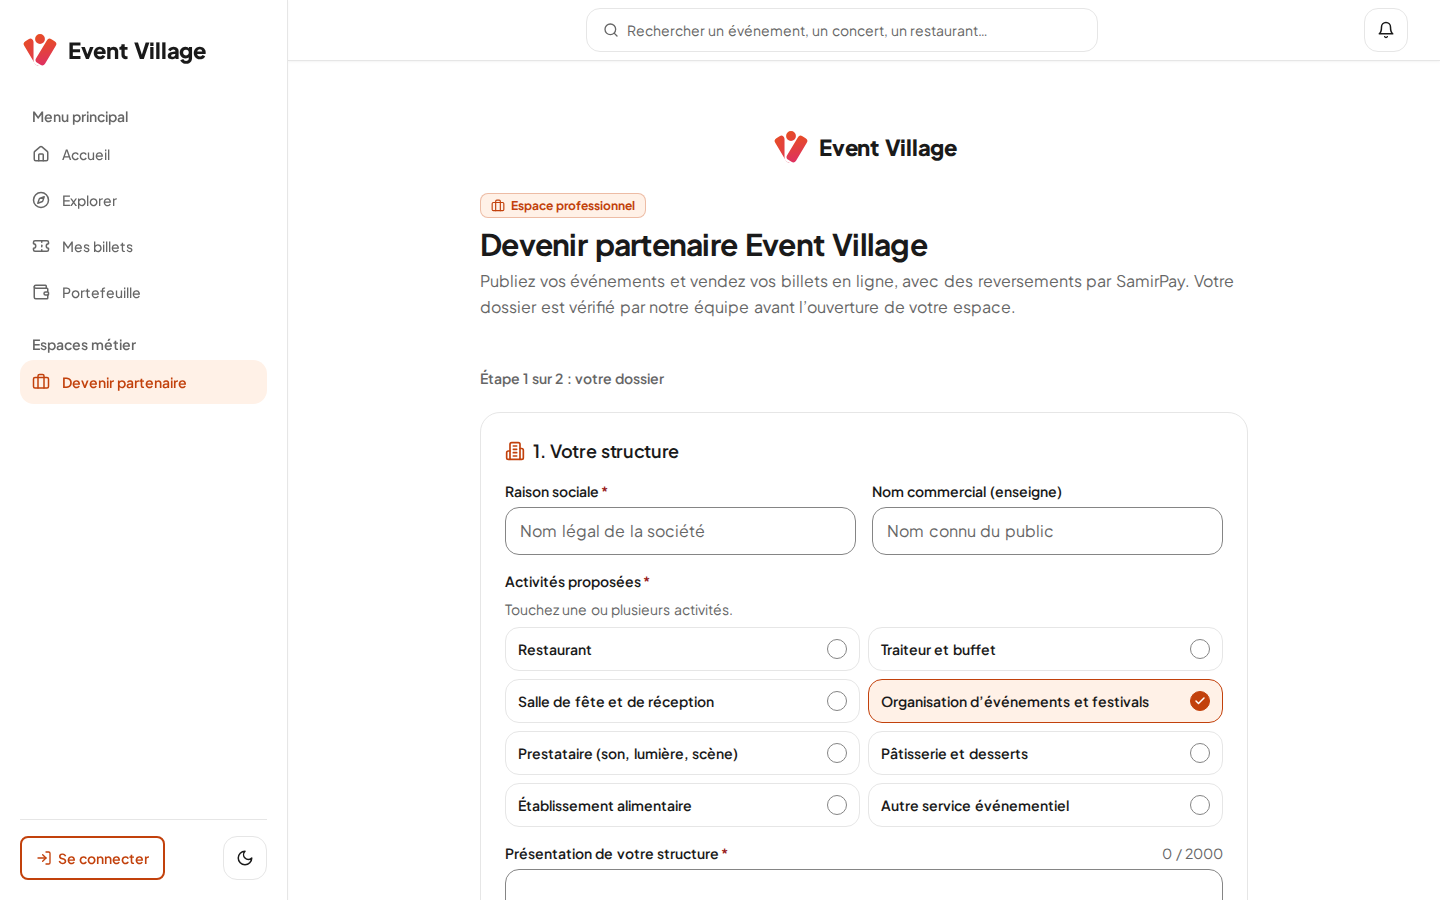 Event Village
Rechercher un événement, un concert, un restaurant...
Menu principal
Accueil
Explorer
Mes billets
Portefeuille
Espaces métier
Devenir partenaire
Se connecter
Event Village
Espace professionnel
Devenir partenaire Event Village
Publiez vos événements et vendez vos billets en ligne, avec des reversements par SamirPay. Votre
dossier est vérifié par notre équipe avant l’ouverture de votre espace.
Étape 1 sur 2 : votre dossier
1. Votre structure
Raison sociale *
Nom commercial (enseigne)
Nom légal de la société
Nom connu du public
Activités proposées *
Touchez une ou plusieurs activités.
Restaurant
Traiteur et buffet
Salle de fête et de réception
Organisation d’événements et festivals
Prestataire (son, lumière, scène)
Pâtisserie et desserts
Établissement alimentaire
Autre service événementiel
Présentation de votre structure *
0 / 2000